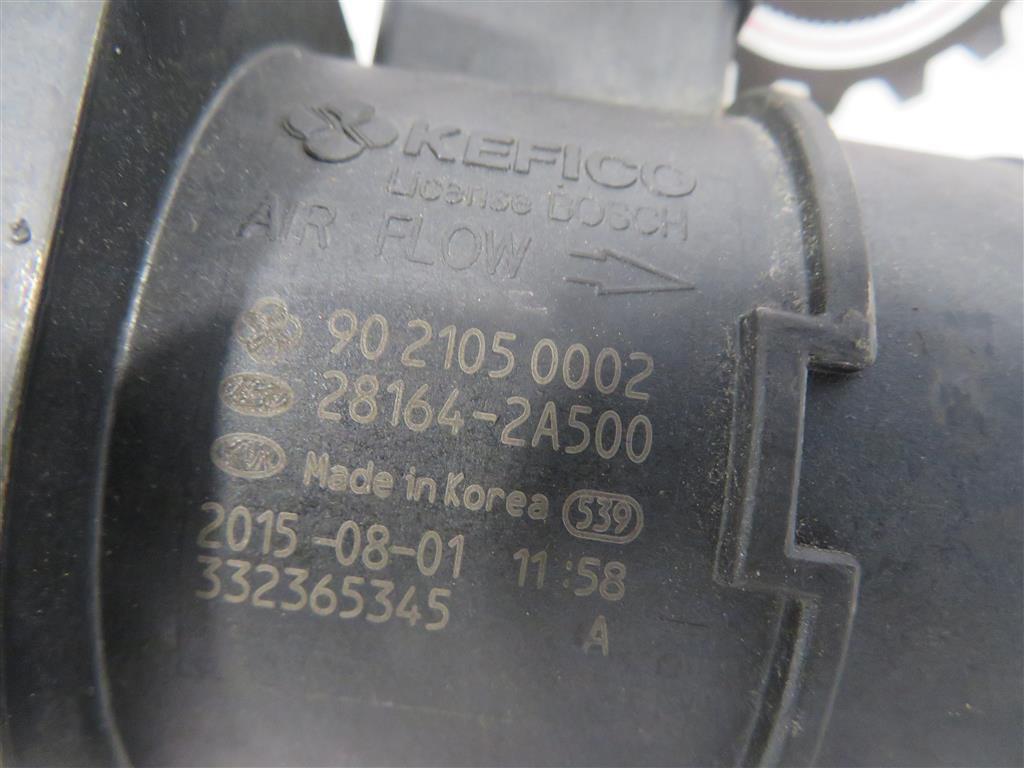 KEFICO
License BOSCH
AIR FLOW
90 2105 0002
28164-2A500
Made in Korea 539
2015-08-01 11:58
332365345 A